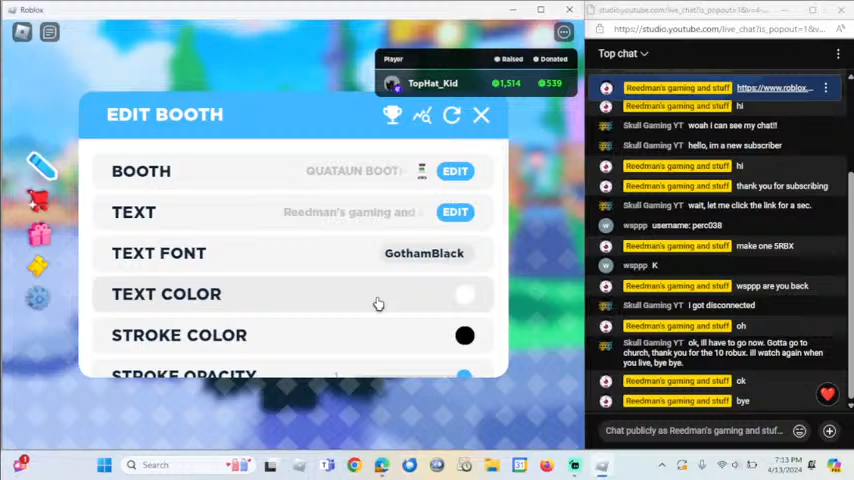 Roblox
Player Raised Donated
TopHat_Kid 1,514 539
EDIT BOOTH
BOOTH QUATAUN BOOTH EDIT
TEXT Reedman's gaming and s EDIT
TEXT FONT GothamBlack
TEXT COLOR
STROKE COLOR
STROKE OPACITY 1
https://studio.youtube.com/live_chat?is_popout=1&v=4-...
https://studio.youtube.com/live_chat?is_popout=1&v...
Top chat
Reedman's gaming and stuff https://www.roblox....
Reedman's gaming and stuff hi
Skull Gaming YT woah i can see my chat!!
Skull Gaming YT hello, im a new subscriber
Reedman's gaming and stuff hi
Reedman's gaming and stuff thank you for subscribing
Skull Gaming YT wait, let me click the link for a sec.
wsppp username: perc038
Reedman's gaming and stuff make one 5RBX
wsppp K
Reedman's gaming and stuff wsppp are you back
Skull Gaming YT I got disconnected
Reedman's gaming and stuff oh
Skull Gaming YT ok, ill have to go now. Gotta go to
church, thank you for the 10 robux. ill watch again when
you live, bye bye.
Reedman's gaming and stuff ok
Reedman's gaming and stuff bye
Chat publicly as Reedman's gaming and stuf...
Search
7:13 PM
4/13/2024